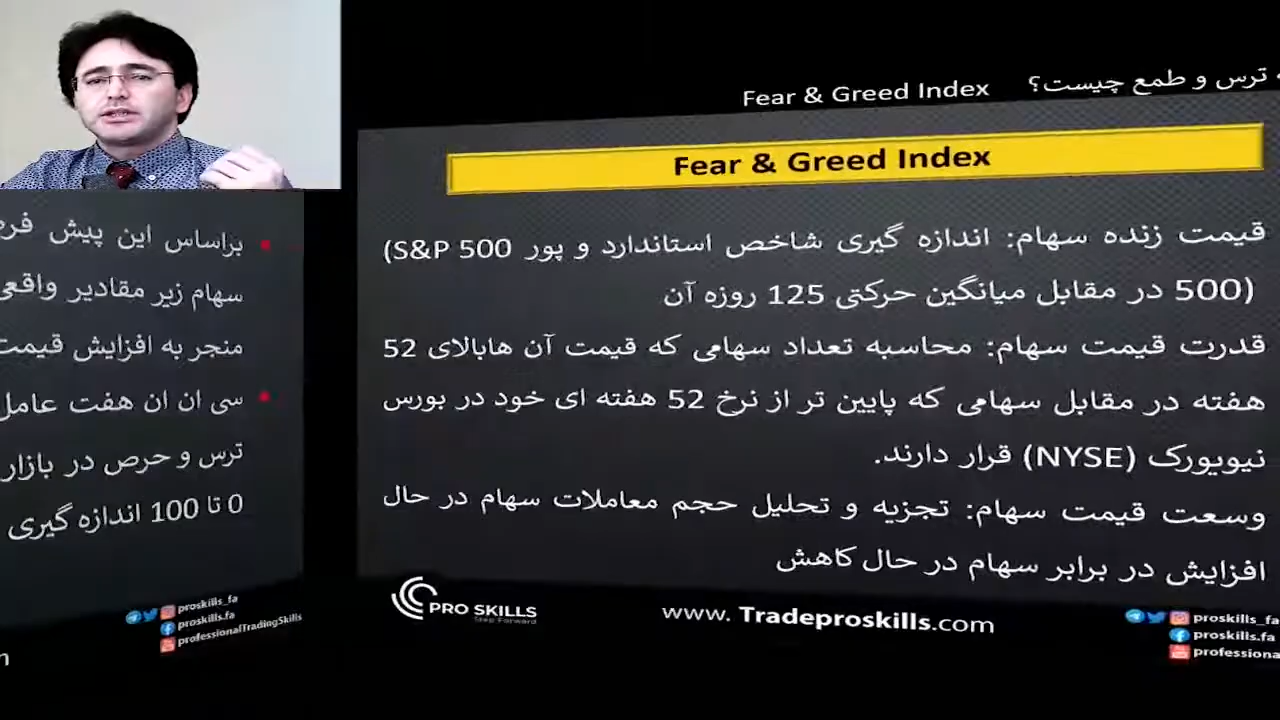 ترس و طمع چیست؟ Fear & Greed Index
Fear & Greed Index
قیمت زنده سهام: اندازه گیری شاخص استاندارد و پور S&P 500)
500) در مقابل میانگین حرکتی 125 روزه آن
قدرت قیمت سهام: محاسبه تعداد سهامی که قیمت آن هابالای 52
هفته در مقابل سهامی که پایین تر از نرخ 52 هفته ای خود در بورس
نیویورک (NYSE) قرار دارند.
وسعت قیمت سهام: تجزیه و تحلیل حجم معاملات سهام در حال
افزایش در برابر سهام در حال کاهش
PRO SKILLS
Step Forward
www. Tradeproskills.com
proskills_fa
proskills.fa
براساس این پیش
سهام زیر مقادیر واقعی
منجر به افزایش قیمت
سی ان ان هفت عامل
ترس و حرص در بازار
0 تا 100 اندازه گیری
proskills_fa
proskills.fa
professionalTradingSkills